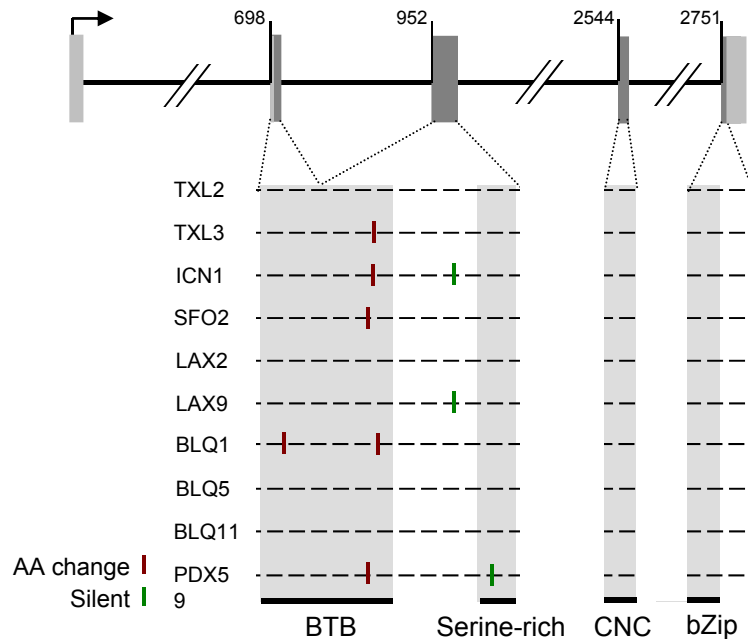 698
952
2544
2751
TXL2
TXL3
ICN1
SFO2
LAX2
LAX9
BLQ1
BLQ5
BLQ11
AA change
PDX5
Silent
9
BTB
Serine-rich
CNC
bZip